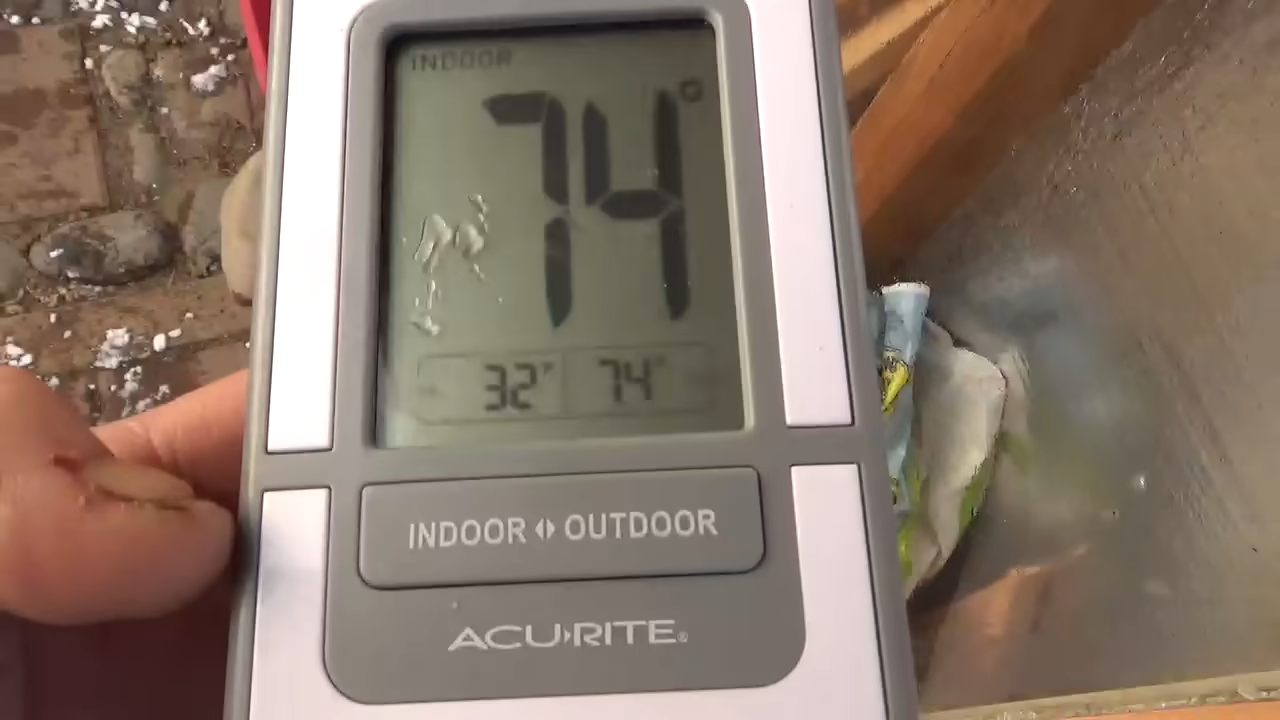 INDOOR
74°
32° 74°
INDOOR OUTDOOR
ACU RITE®